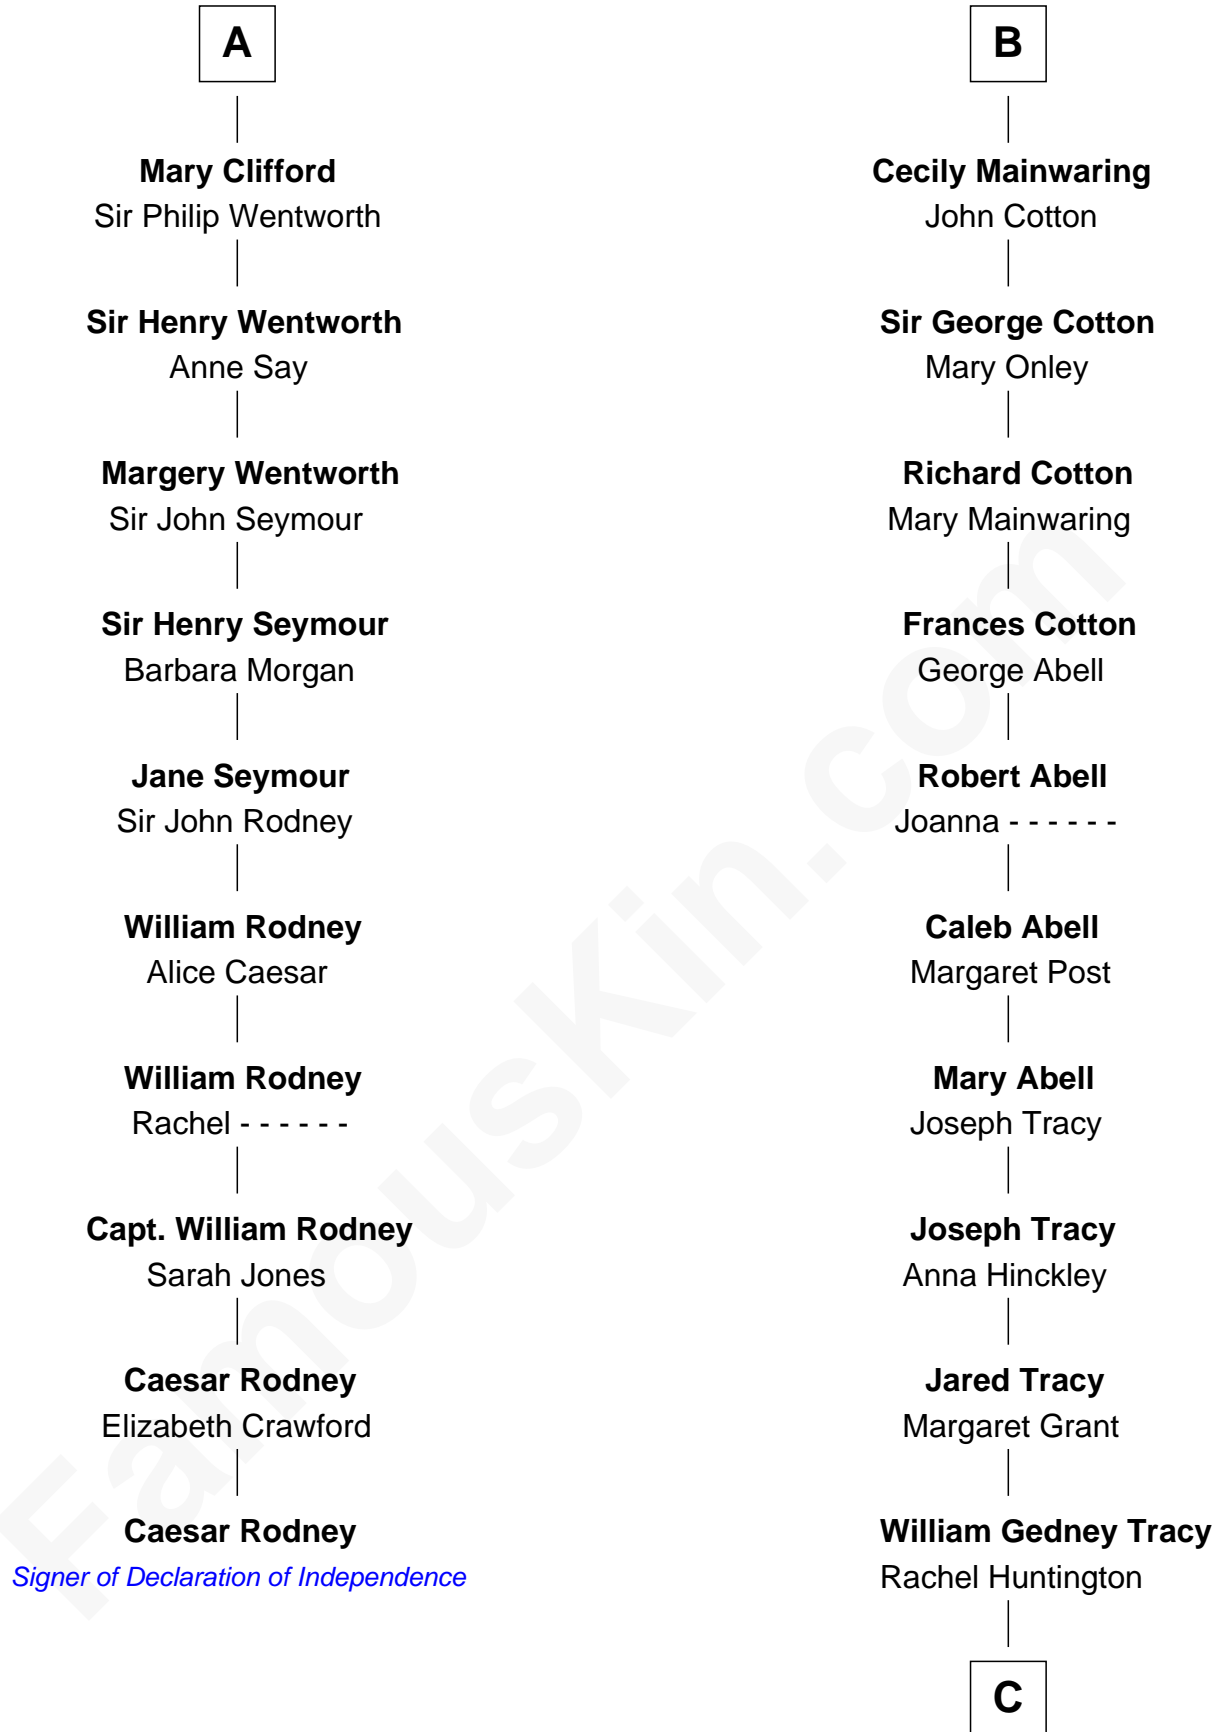 A
Mary Clifford
Sir Philip Wentworth
Sir Henry Wentworth
Anne Say
Margery Wentworth
Sir John Seymour
Sir Henry Seymour
Barbara Morgan
Jane Seymour
Sir John Rodney
William Rodney
Alice Caesar
William Rodney
Rachel - - - - - -
Capt. William Rodney
Sarah Jones
Caesar Rodney
Elizabeth Crawford
Caesar Rodney
Signer of Declaration of Independence
B
Cecily Mainwaring
John Cotton
Sir George Cotton
Mary Onley
Richard Cotton
Mary Mainwaring
Frances Cotton
George Abell
Robert Abell
Joanna - - - - - -
Caleb Abell
Margaret Post
Mary Abell
Joseph Tracy
Joseph Tracy
Anna Hinckley
Jared Tracy
Margaret Grant
William Gedney Tracy
Rachel Huntington
C
FamousKin.com